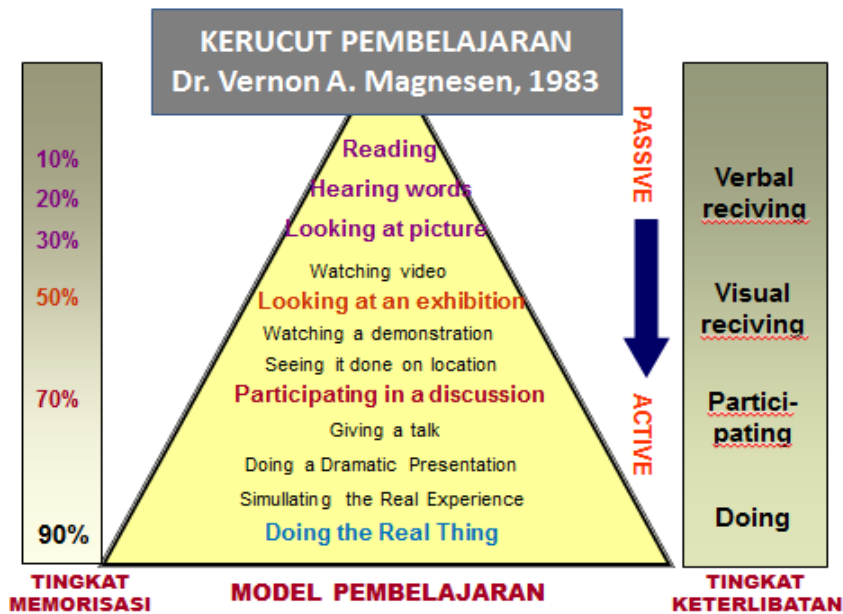 KERUCUT PEMBELAJARAN
Dr. Vernon A. Magnesen, 1983
10%
20%
30%
50%
70%
90%
TINGKAT
MEMORISASI
Reading
Hearing words
Looking at picture
Watching video
Looking at an exhibition
Watching a demonstration
Seeing it done on location
Participating in a discussion
Giving a talk
Doing a Dramatic Presentation
Simullating the Real Experience
Doing the Real Thing
MODEL PEMBELAJARAN
PASSIVE
ACTIVE
Verbal
reciving
Visual
reciving
Partici-
pating
Doing
TINGKAT
KETERLIBATAN